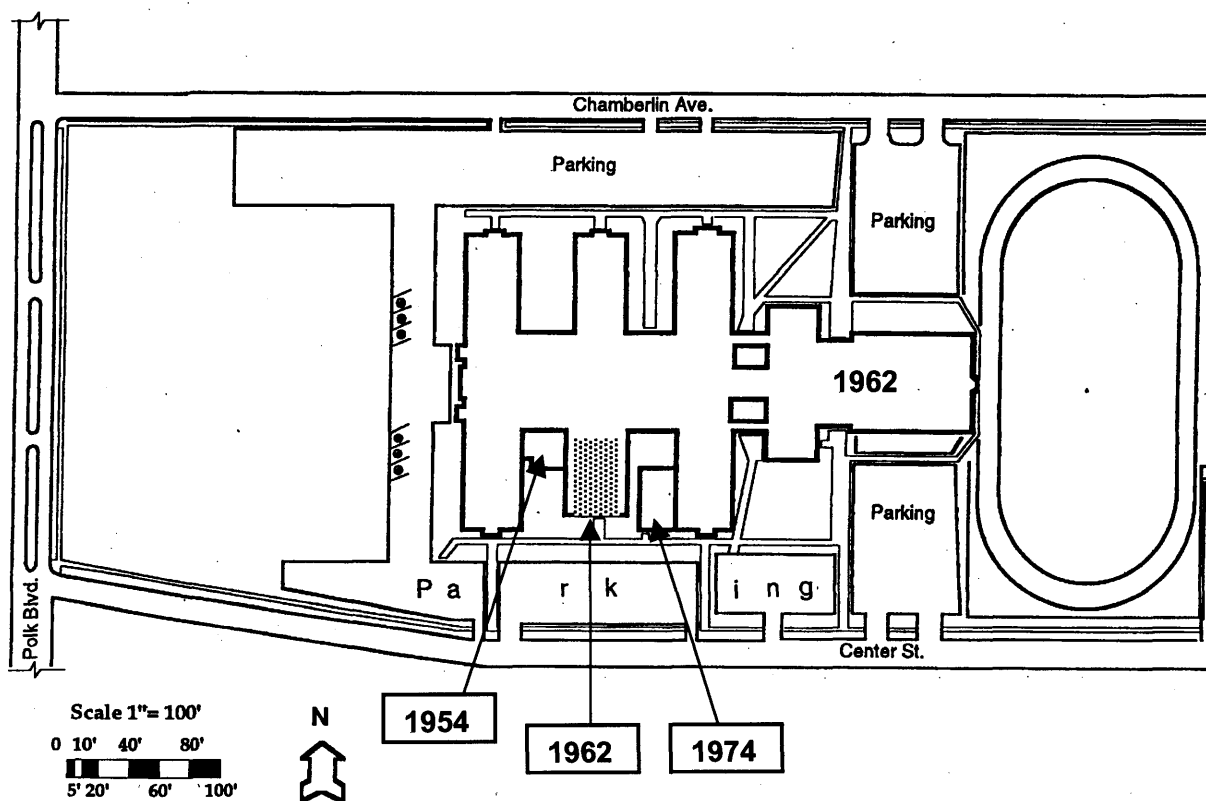 Chamberlin Ave.
Parking
Parking
1962
Parking
P a r k i n g
Polk Blvd.
Center St.
1954
1962
1974
Scale 1"= 100'
0 10' 40' 80'
5' 20' 60' 100'
N